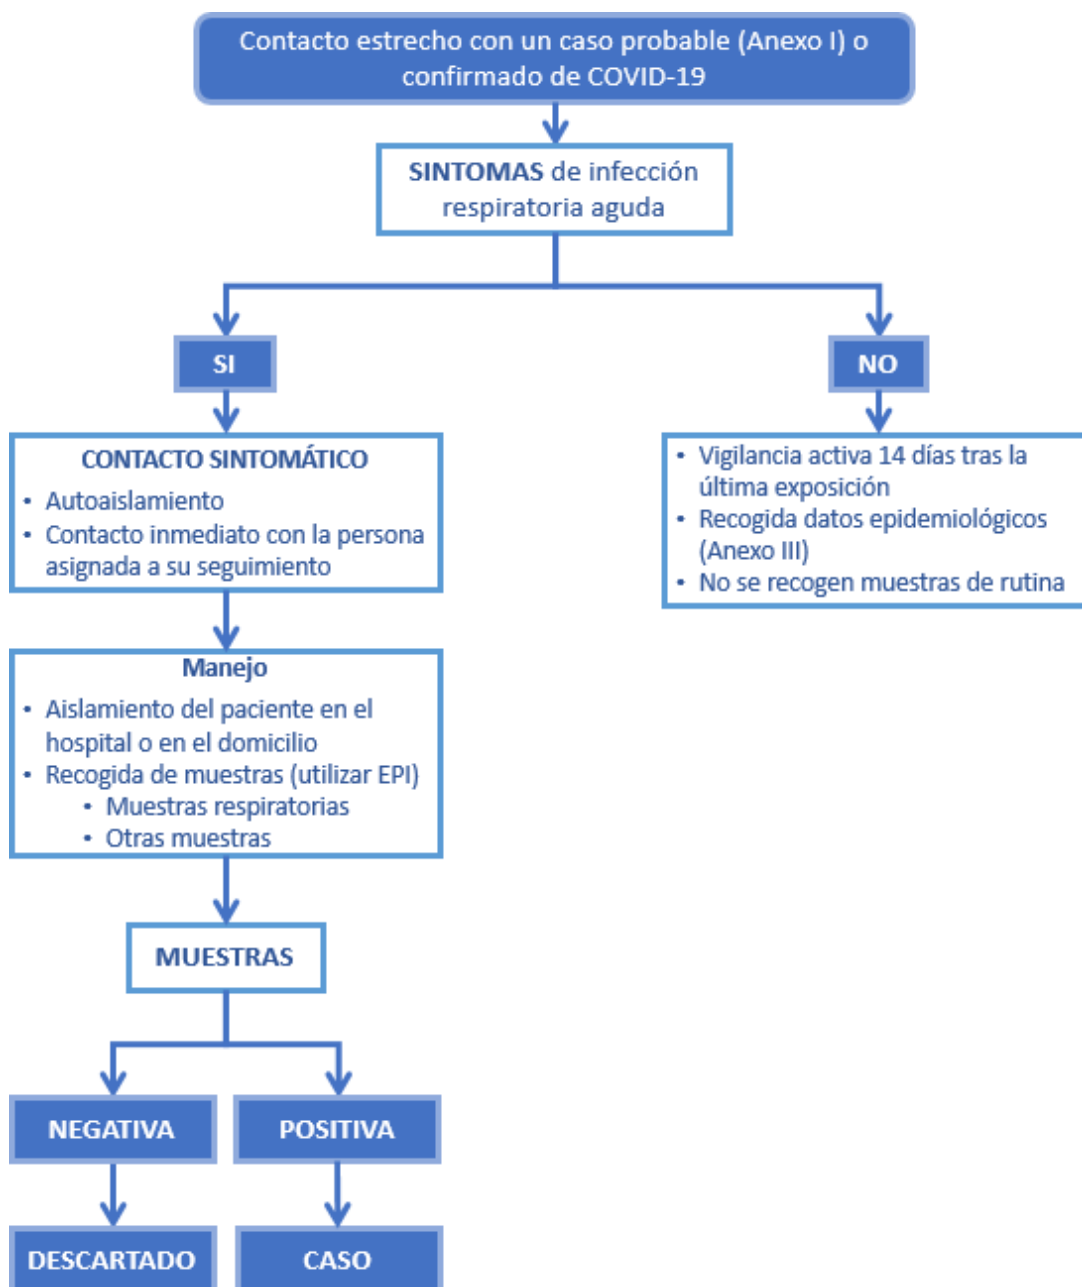 Contacto estrecho con un caso probable (Anexo I) o
confirmado de COVID-19
SINTOMAS de infección
respiratoria aguda
SI
NO
CONTACTO SINTOMÁTICO
• Autoaislamiento
• Contacto inmediato con la persona
asignada a su seguimiento
• Vigilancia activa 14 días tras la
última exposición
• Recogida datos epidemiológicos
(Anexo III)
• No se recogen muestras de rutina
Manejo
• Aislamiento del paciente en el
hospital o en el domicilio
• Recogida de muestras (utilizar EPI)
• Muestras respiratorias
• Otras muestras
MUESTRAS
NEGATIVA
POSITIVA
DESCARTADO
CASO